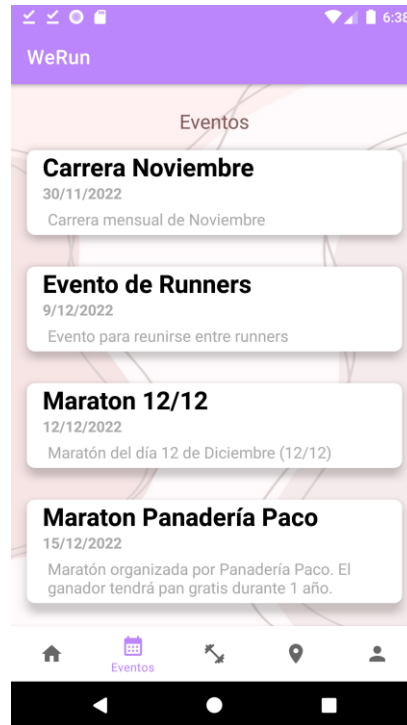 6:38
WeRun
Eventos
Carrera Noviembre
30/11/2022
Carrera mensual de Noviembre
Evento de Runners
9/12/2022
Evento para reunirse entre runners
Maraton 12/12
12/12/2022
Maratón del día 12 de Diciembre (12/12)
Maraton Panadería Paco
15/12/2022
Maratón organizada por Panadería Paco. El
ganador tendrá pan gratis durante 1 año.
Eventos